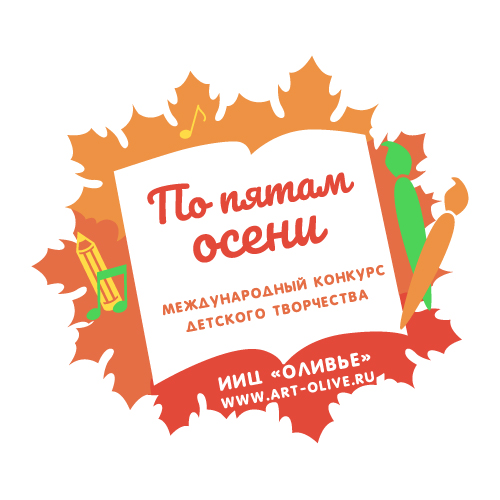 По пятам
осени
МЕЖДУНАРОДНЫЙ КОНКУРС
ДЕТСКОГО ТВОРЧЕСТВА
ИИЦ «ОЛИВЬЕ»
WWW.ART-OLIVE.RU